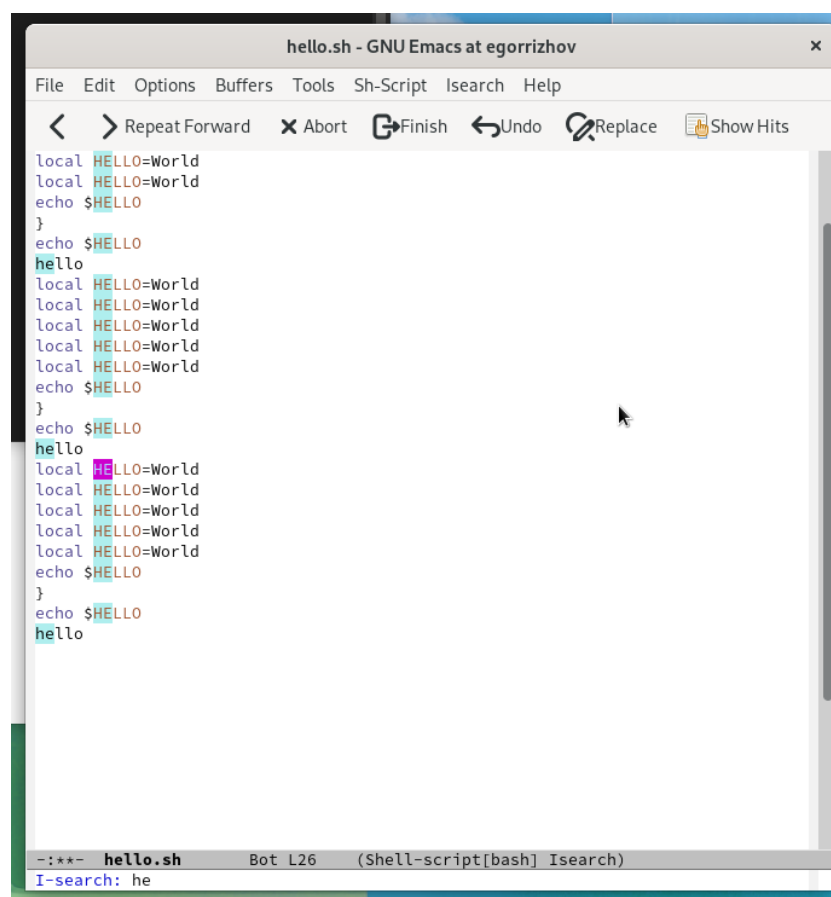 hello.sh - GNU Emacs at egorrizhov
File Edit Options Buffers Tools Sh-Script Isearch Help
Repeat Forward Abort Finish Undo Replace Show Hits
local HELLO=World
local HELLO=World
echo $HELLO
}
echo $HELLO
hello
local HELLO=World
local HELLO=World
local HELLO=World
local HELLO=World
local HELLO=World
echo $HELLO
}
echo $HELLO
hello
local HELLO=World
local HELLO=World
local HELLO=World
local HELLO=World
local HELLO=World
echo $HELLO
}
echo $HELLO
hello
-:**- hello.sh Bot L26 (Shell-script[bash] Isearch)
I-search: he